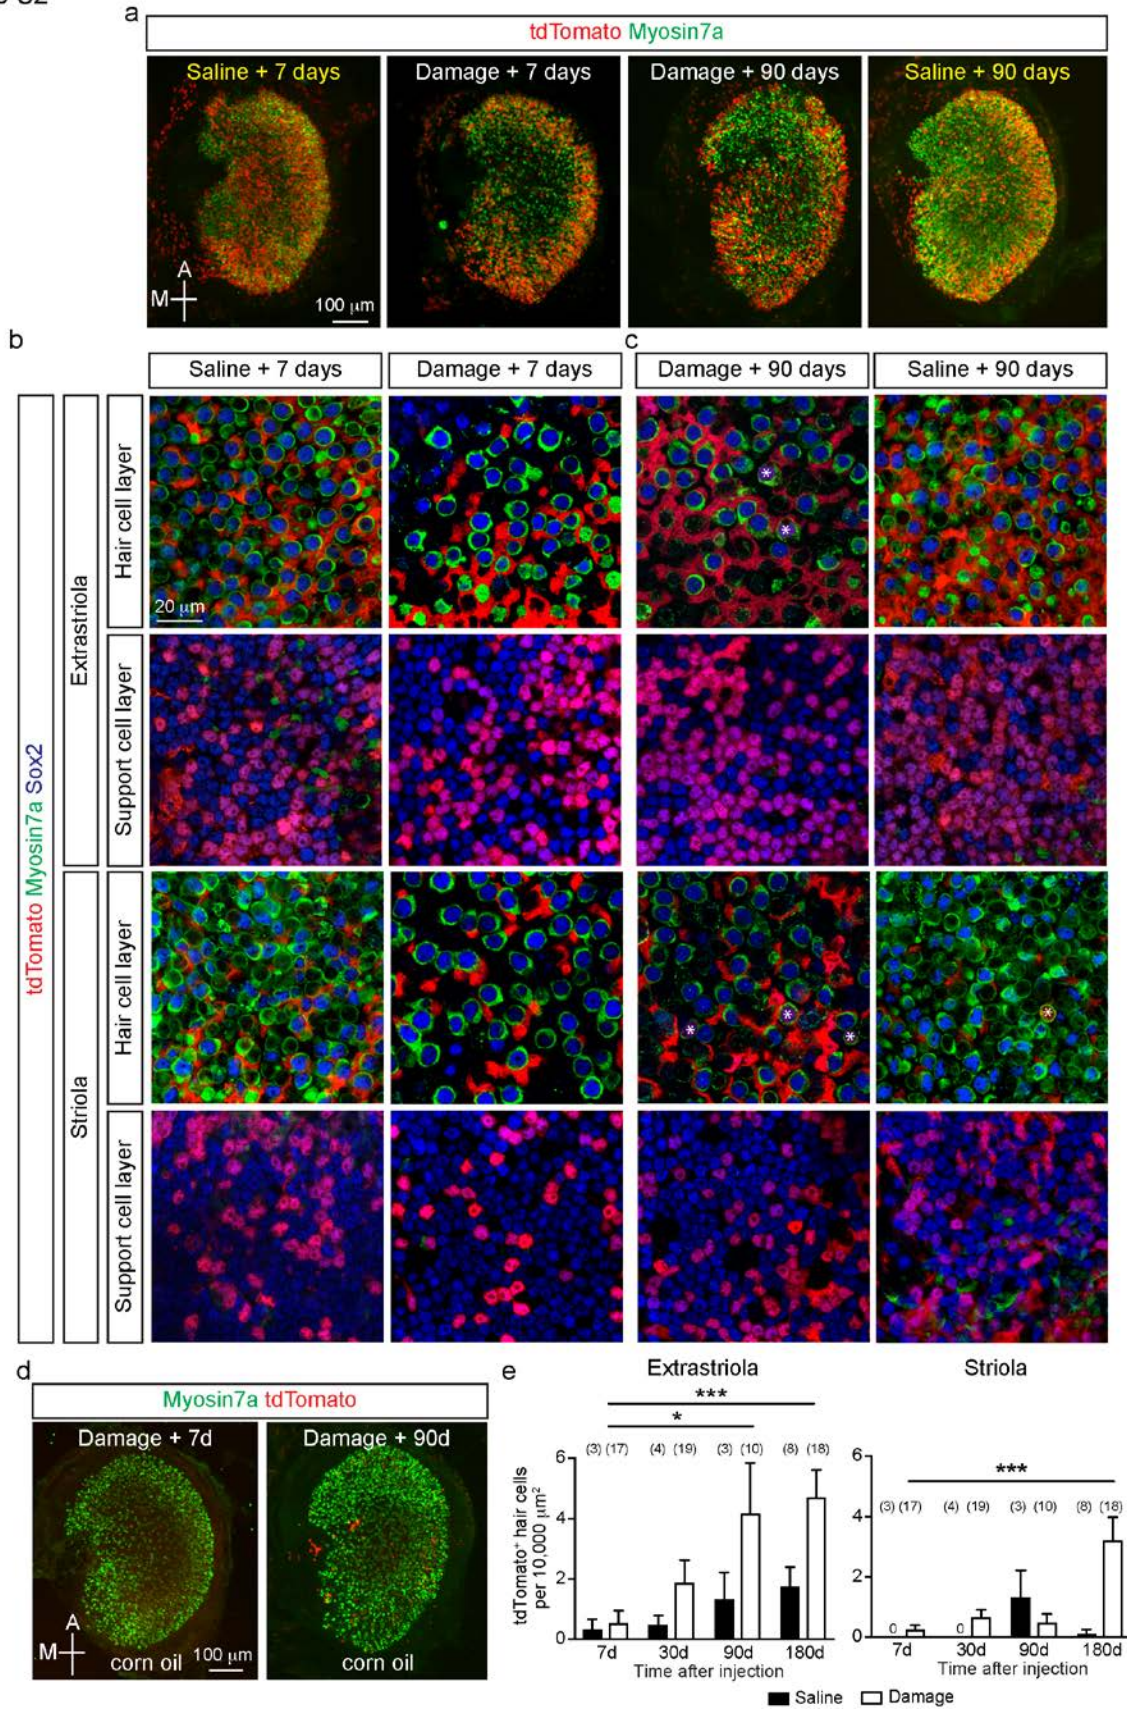 a
tdTomato Myosin7a
Saline + 7 days
Damage + 7 days
Damage + 90 days
Saline + 90 days
A
M
100 µm
b
c
Saline + 7 days
Damage + 7 days
Damage + 90 days
Saline + 90 days
tdTomato Myosin7a Sox2
Extrastriola
Hair cell layer
20 µm
*
*
Support cell layer
Striola
Hair cell layer
*
*
*
*
Support cell layer
d
Myosin7a tdTomato
Damage + 7d
Damage + 90d
A
M
100 µm
corn oil
corn oil
e
Extrastriola
***
*
(3) (17) (4) (19) (3) (10) (8) (18)
6
4
2
0
tdTomato⁺ hair cells
per 10,000 µm²
7d 30d 90d 180d
Time after injection
Striola
***
(3) (17) (4) (19) (3) (10) (8) (18)
6
4
2
0
0 0
7d 30d 90d 180d
Time after injection
Saline Damage